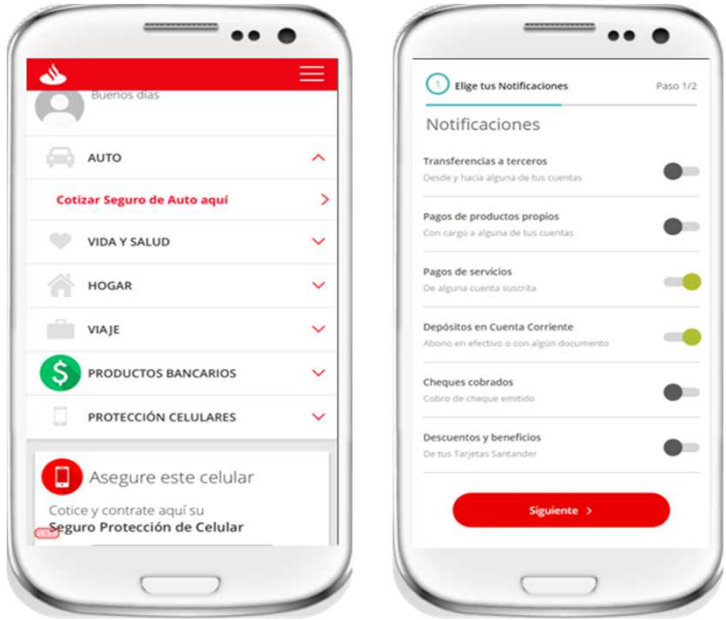 Buenos días
AUTO
Cotizar Seguro de Auto aquí
VIDA Y SALUD
HOGAR
VIAJE
PRODUCTOS BANCARIOS
PROTECCIÓN CELULARES
Asegure este celular
Cotice y contrate aquí su
Seguro Protección de Celular
1 Elige tus Notificaciones Paso 1/2
Notificaciones
Transferencias a terceros
Desde y hacia alguna de tus cuentas
Pagos de productos propios
Con cargo a alguna de tus cuentas
Pagos de servicios
De alguna cuenta suscrita
Depósitos en Cuenta Corriente
Abono en efectivo o con algún documento
Cheques cobrados
Cobro de cheque emitido
Descuentos y beneficios
De tus Tarjetas Santander
Siguiente >